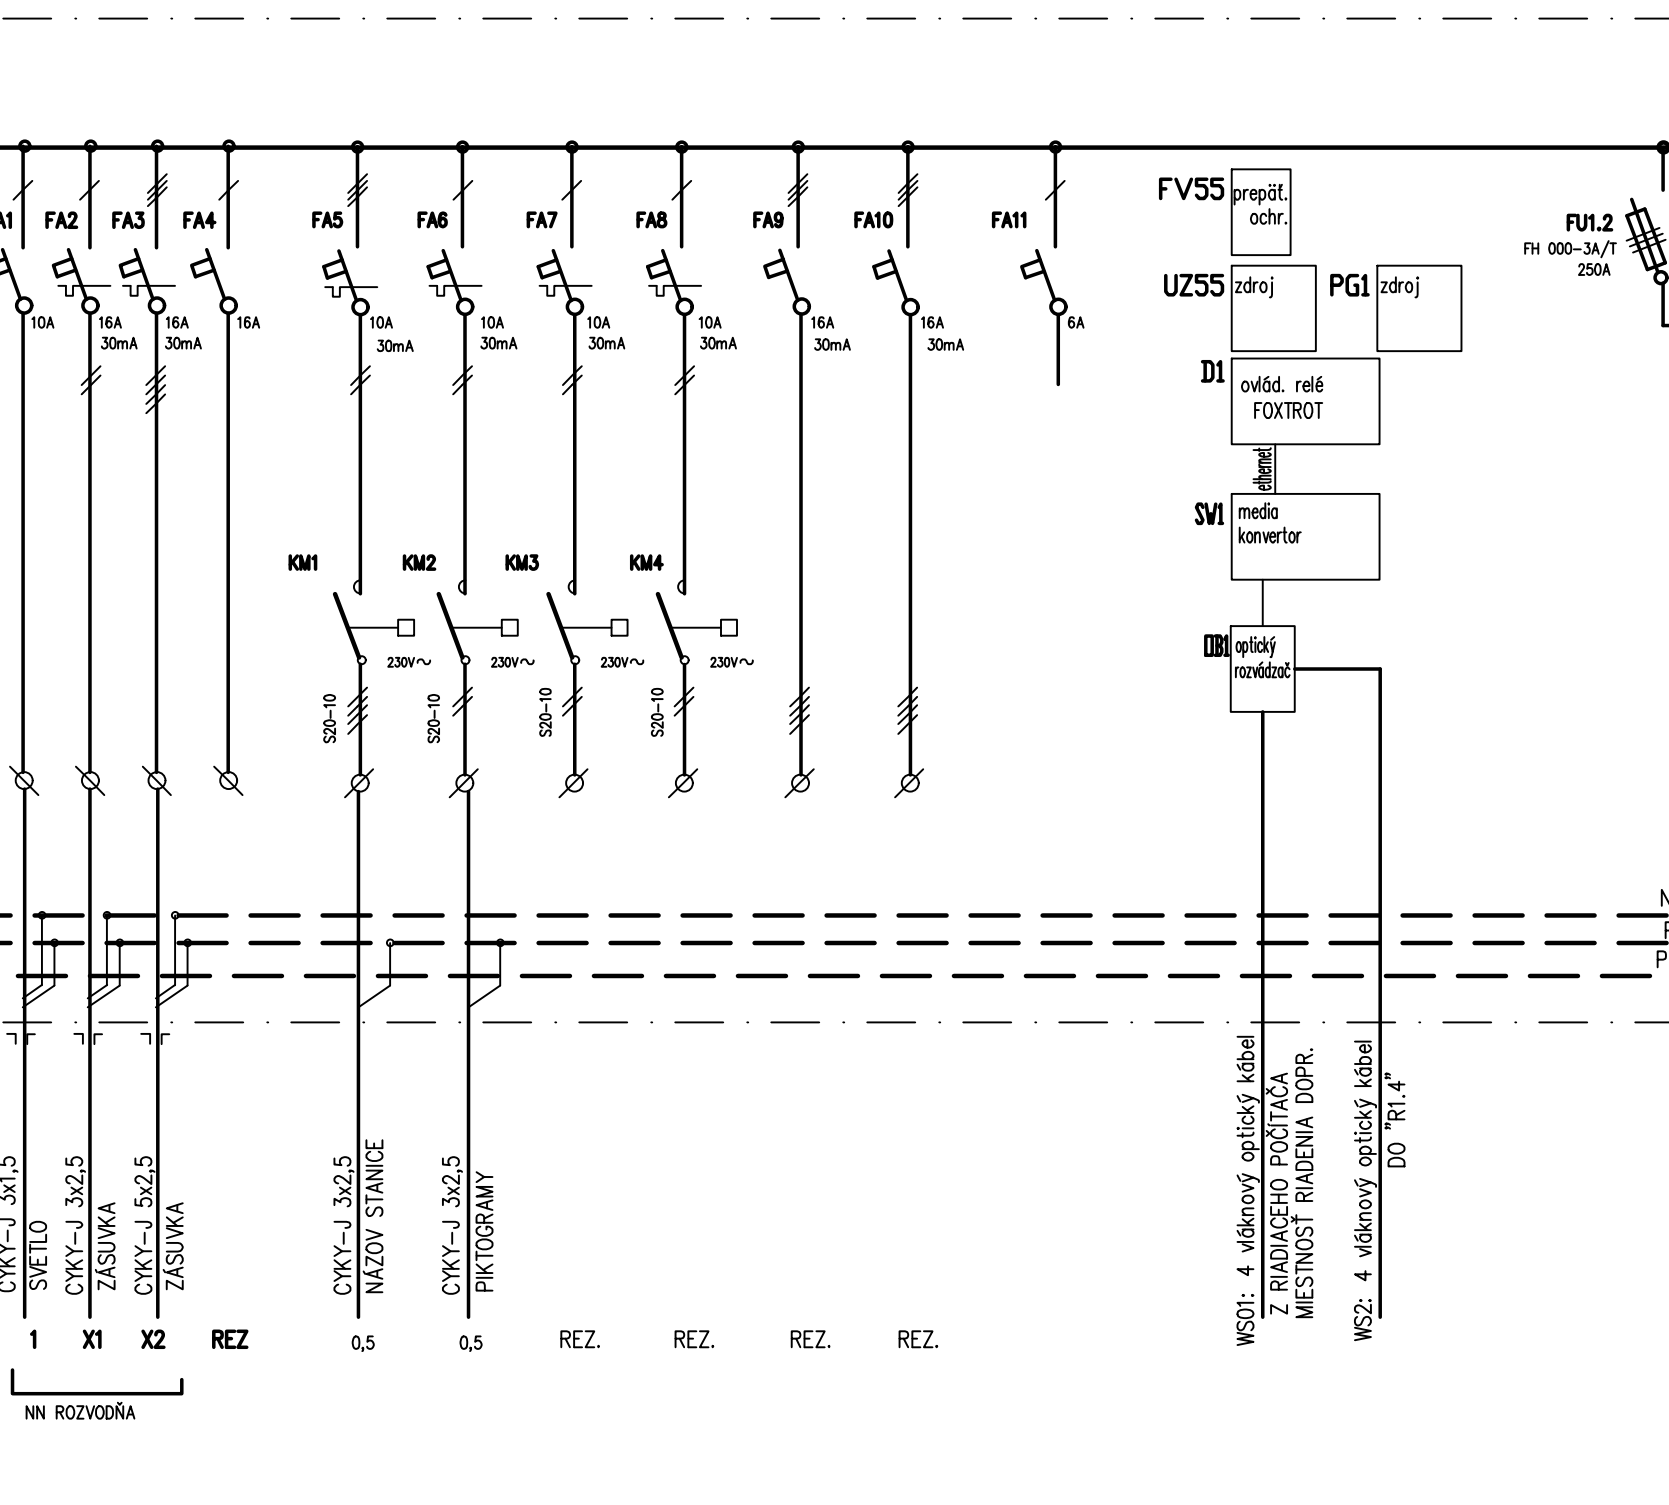 A1
FA2
FA3
FA4
FA5
FA6
FA7
FA8
FA9
FA10
FA11
10A
16A
30mA
16A
30mA
16A
10A
30mA
10A
30mA
10A
30mA
10A
30mA
16A
30mA
16A
30mA
6A
FV55
prepäť.
ochr.
UZ55
zdroj
PG1
zdroj
D1
ovlád. relé
FOXTROT
ethernet
SW1
media
konvertor
OB1
optický
rozvádzač
FU1.2
FH 000-3A/T
250A
KM1
KM2
KM3
KM4
230V~
230V~
230V~
230V~
S20-10
S20-10
S20-10
S20-10
N
P
CYKY-J 3x1,5
SVETLO
CYKY-J 3x2,5
ZÁSUVKA
CYKY-J 5x2,5
ZÁSUVKA
CYKY-J 3x2,5
NÁZOV STANICE
CYKY-J 3x2,5
PIKTOGRAMY
WS01: 4 vláknový optický kábel
Z RIADIACEHO POČÍTAČA
MIESTNOSŤ RIADENIA DOPR.
WS2: 4 vláknový optický kábel
DO "R1.4"
1
X1
X2
REZ
0,5
0,5
REZ.
REZ.
REZ.
REZ.
NN ROZVODŇA